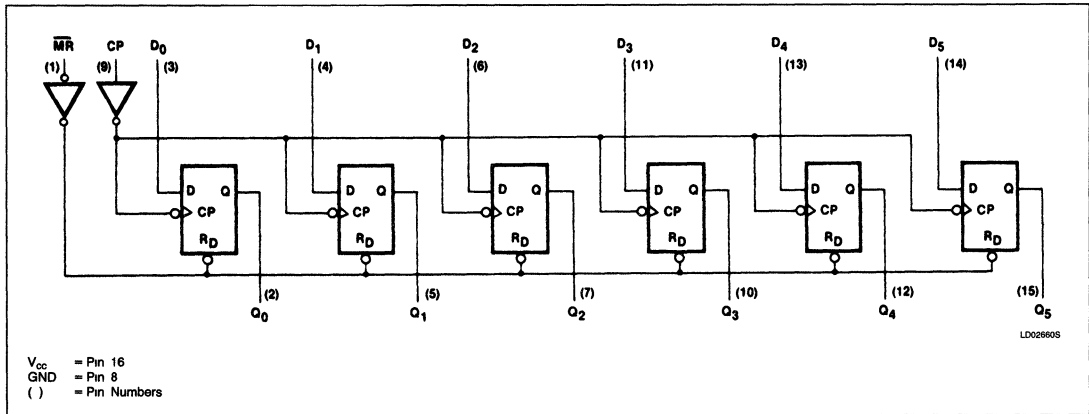 M̅R̅ CP D0 D1 D2 D3 D4 D5
(1) (9) (3) (4) (6) (11) (13) (14)
D Q D Q D Q D Q D Q D Q
CP CP CP CP CP CP
RD RD RD RD RD RD
(2) (5) (7) (10) (12) (15)
Q0 Q1 Q2 Q3 Q4 Q5
LD02660S
Vcc = Pin 16
GND = Pin 8
( ) = Pin Numbers